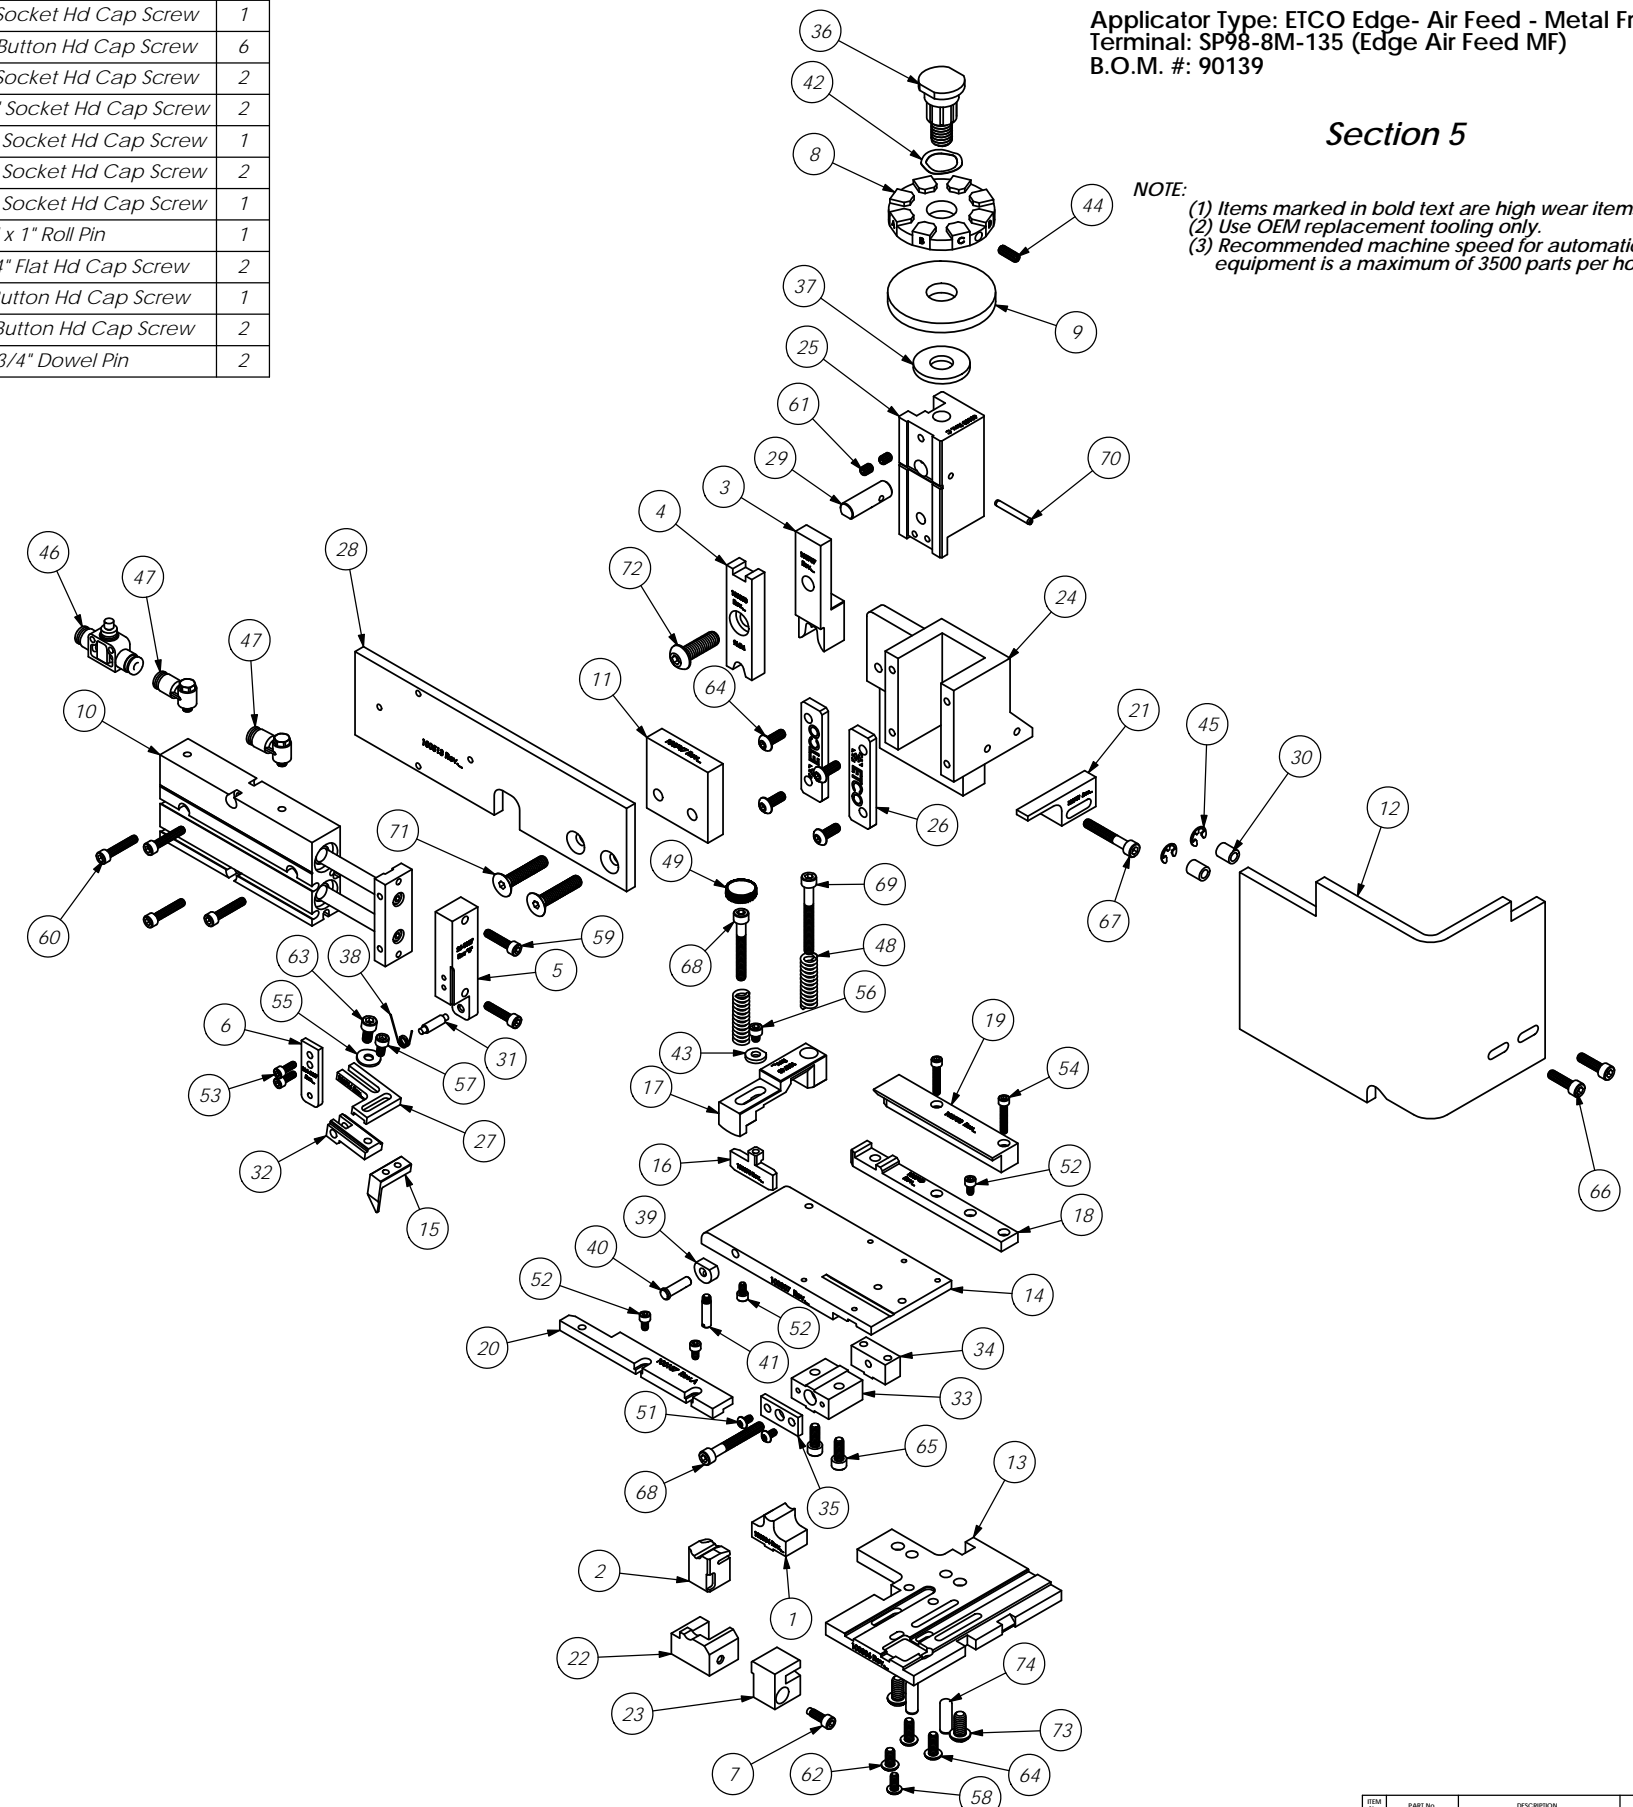 Socket Hd Cap Screw 1
Button Hd Cap Screw 6
Socket Hd Cap Screw 2
" Socket Hd Cap Screw 2
Socket Hd Cap Screw 1
Socket Hd Cap Screw 2
Socket Hd Cap Screw 1
x 1" Roll Pin 1
4" Flat Hd Cap Screw 2
Button Hd Cap Screw 1
Button Hd Cap Screw 2
3/4" Dowel Pin 2
Applicator Type: ETCO Edge- Air Feed - Metal
Terminal: SP98-8M-135 (Edge Air Feed MF)
B.O.M. #: 90139
Section 5
NOTE:
(1) Items marked in bold text are high wear
(2) Use OEM replacement tooling only.
(3) Recommended machine speed for
equipment is a maximum of 3500 parts per
36
42
8
44
37
9
25
61
29
70
3
4
46
28
47
72
24
47
11
64
10
21
45
30
12
ETCO
ETCO
26
71
49
69
67
60
59
68
48
63
38
5
56
55
6
19
31
43
54
53
57
17
27
32
16
52
66
15
18
39
40
52
14
52
20
41
34
33
51
65
68
35
13
2
1
22
74
23
73
7
62
64
58
B
C
D
ITEM
PART No.
DESCRIPTION